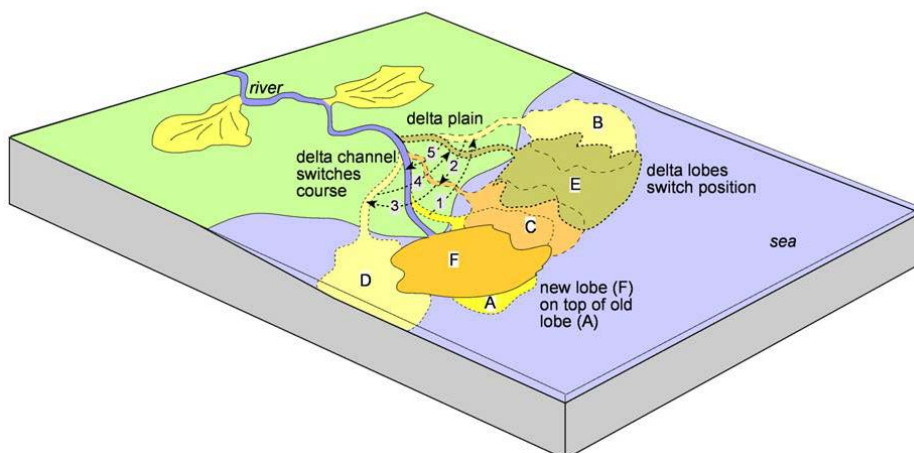 river
delta plain
delta channel
switches
course
5
2
4
1
3
B
E
delta lobes
switch position
C
sea
F
D
A
new lobe (F)
on top of old
lobe (A)